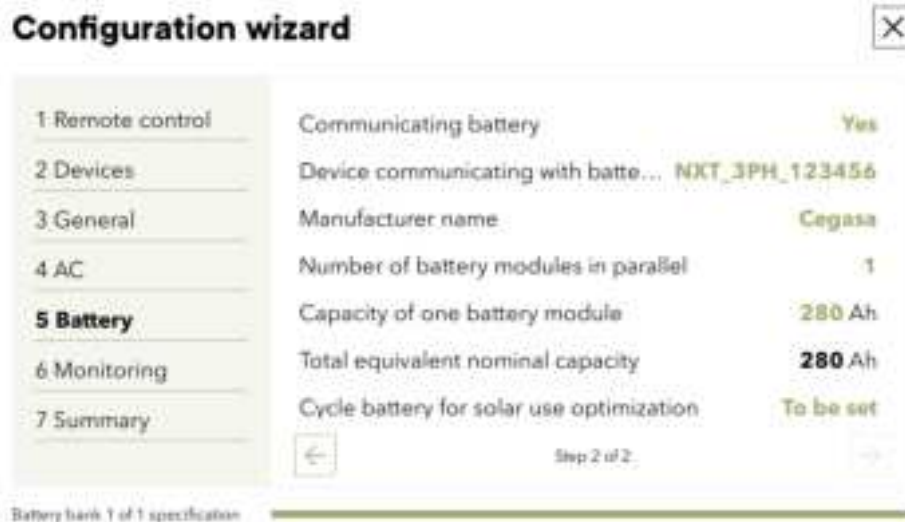 Configuration wizard
1 Remote control
2 Devices
3 General
4 AC
5 Battery
6 Monitoring
7 Summary
Communicating battery Yes
Device communicating with batte... NXT_3PH_123456
Manufacturer name Cegasa
Number of battery modules in parallel 1
Capacity of one battery module 280 Ah
Total equivalent nominal capacity 280 Ah
Cycle battery for solar use optimization To be set
Step 2 of 2
Battery bank 1 of 1 specification